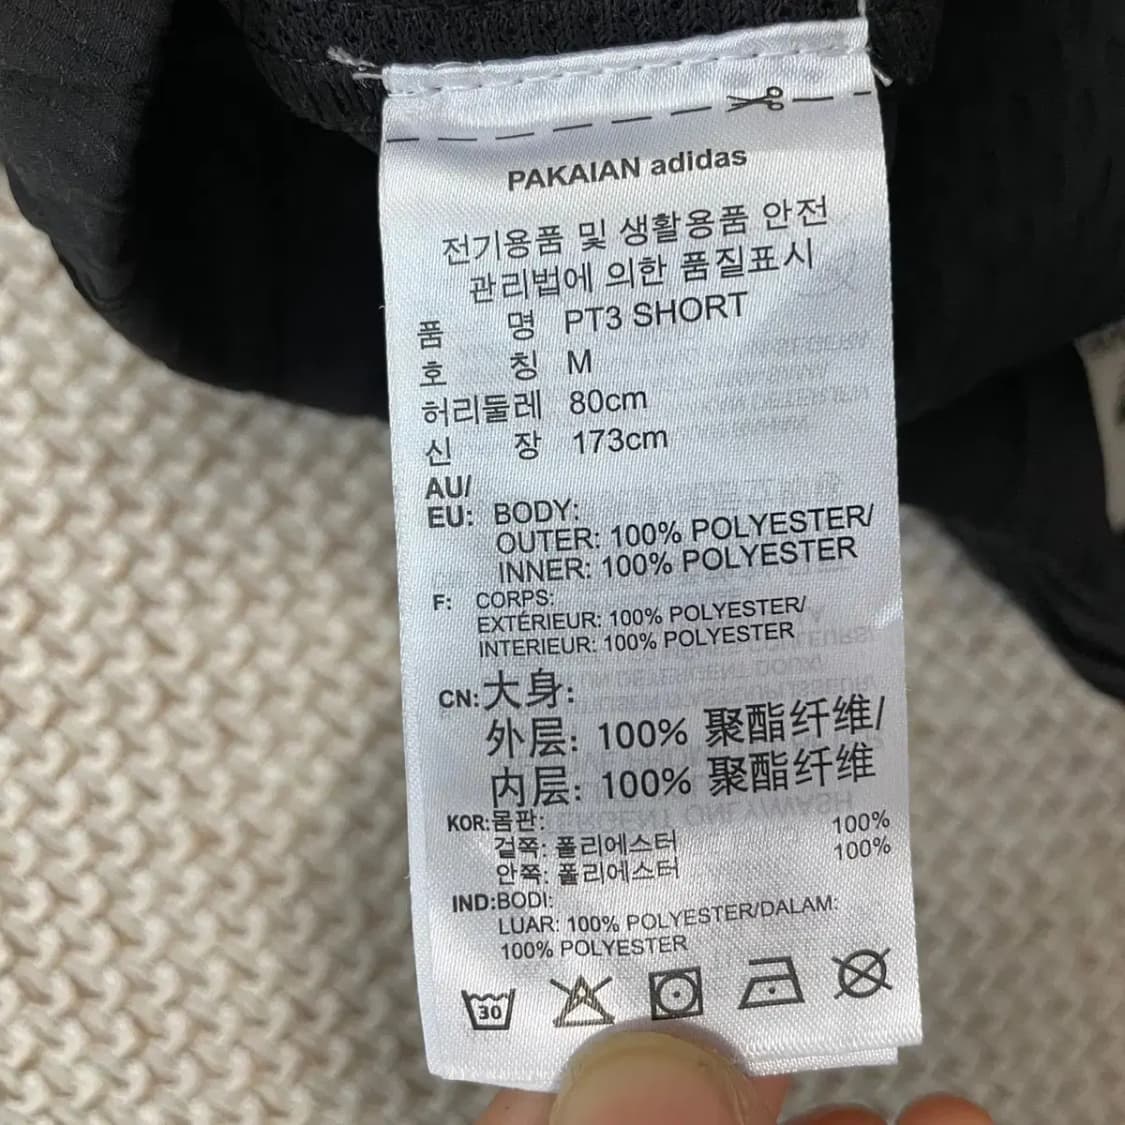 PAKAIAN adidas
전기용품 및 생활용품 안전
관리법에 의한 품질표시
품 명 PT3 SHORT
호 칭 M
허리둘레 80cm
신 장 173cm
AU/
EU: BODY:
OUTER: 100% POLYESTER/
INNER: 100% POLYESTER
F: CORPS:
EXTÉRIEUR: 100% POLYESTER/
INTERIEUR: 100% POLYESTER
CN:大身:
外层: 100% 聚酯纤维/
内层: 100% 聚酯纤维
KOR:몸판:
겉쪽: 폴리에스터 100%
안쪽: 폴리에스터 100%
IND:BODI:
LUAR: 100% POLYESTER/DALAM:
100% POLYESTER
30